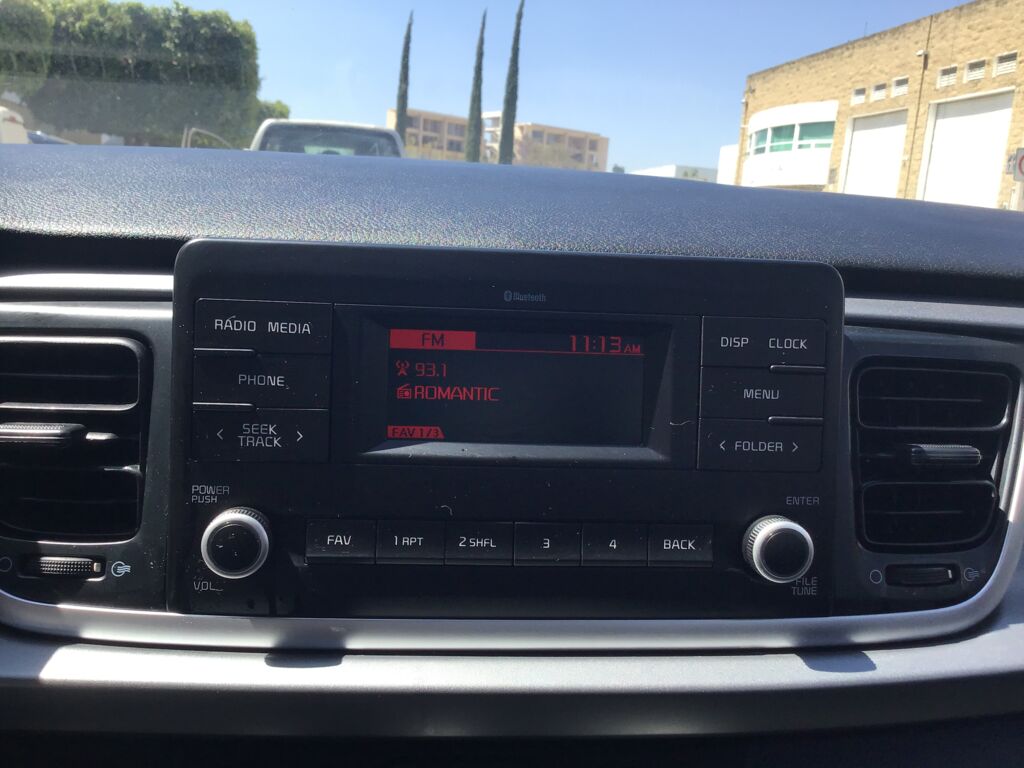 Bluetooth
RADIO MEDIA
PHONE
< SEEK TRACK >
FM 11:13 AM
93.1
ROMANTIC
FAV 1/3
DISP CLOCK
MENU
< FOLDER >
POWER
PUSH
VOL
FAV
1 RPT
2 SHFL
3
4
BACK
ENTER
FILE
TUNE